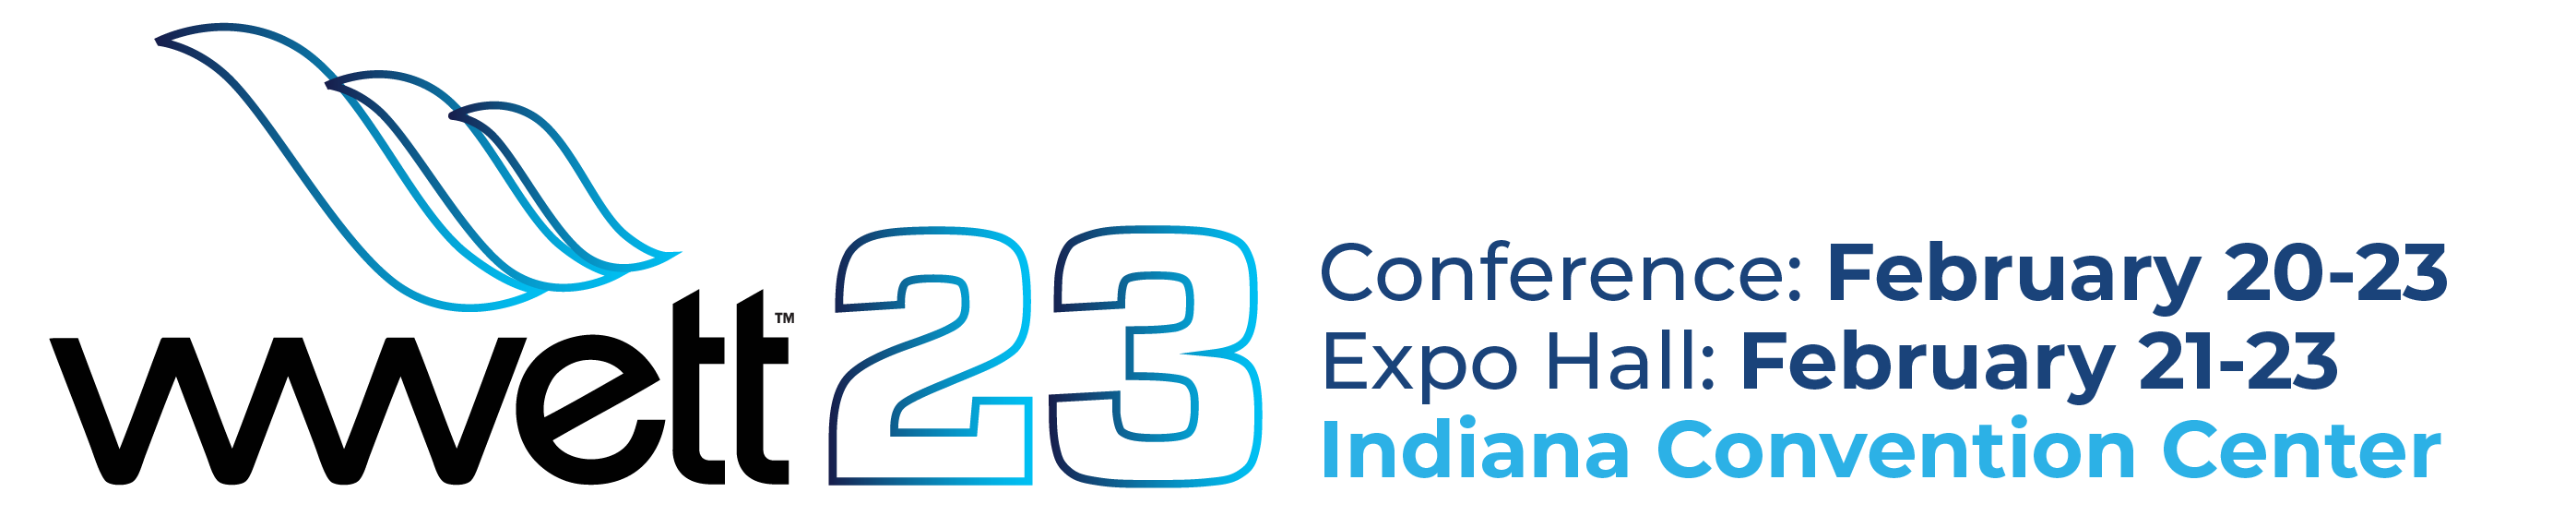 wwett™ 23
Conference: February 20-23
Expo Hall: February 21-23
Indiana Convention Center